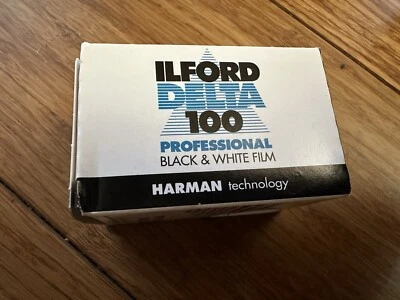 ILFORD
DELTA
100
PROFESSIONAL
BLACK & WHITE FILM
HARMAN technology